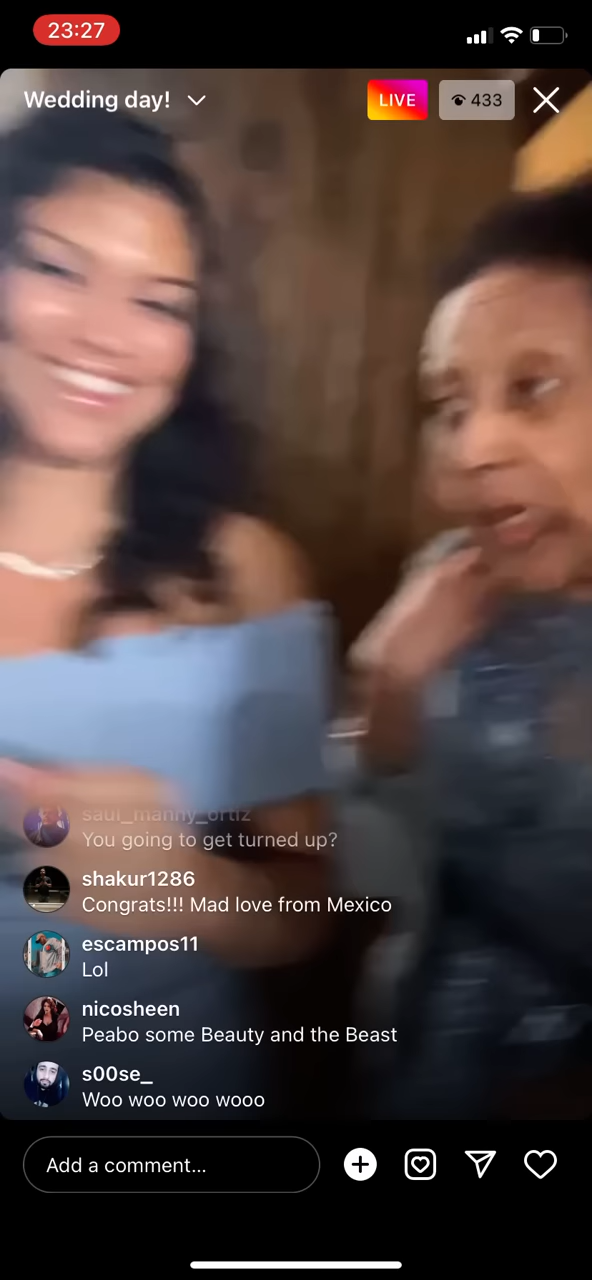 23:27
Wedding day!
LIVE
433
saul_manny_ortiz
You going to get turned up?
shakur1286
Congrats!!! Mad love from Mexico
escampos11
Lol
nicosheen
Peabo some Beauty and the Beast
s00se_
Woo woo woo wooo
Add a comment...